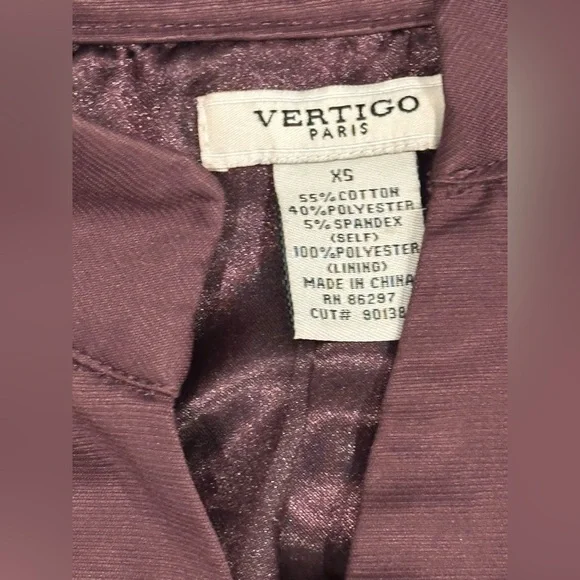 VERTIGO
PARIS
XS
55%COTTON
40%POLYESTER
5%SPANDEX
(SELF)
100%POLYESTER
(LINING)
MADE IN CHINA
RN 86297
CUT# 90138